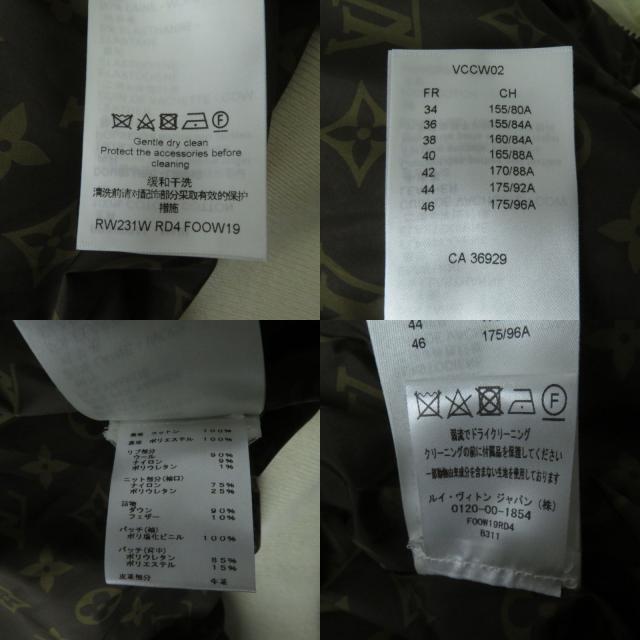 Gentle dry clean
Protect the accessories before
cleaning
缓和干洗
清洗前请对配饰部分采取有效的保护
措施
RW231W RD4 FOOW19
VCCW02
FR CH
34 155/80A
36 155/84A
38 160/84A
40 165/88A
42 170/88A
44 175/92A
46 175/96A
CA 36929
コットン 100%
ポリエステル 100%
リブ部分
ウール 90%
ナイロン 9%
ポリウレタン 1%
ニット部分(袖口)
ナイロン 75%
ポリウレタン 25%
詰物
ダウン 90%
フェザー 10%
パッチ(袖)
ポリ塩化ビニル 100%
パッチ(背中)
ポリウレタン 85%
ポリエステル 15%
皮革部分 牛革
44 175/92A
46 175/96A
弱流でドライクリーニング
クリーニングの前に付属品を保護してください
ルイ・ヴィトン ジャパン (株)
0120-00-1854
FOOW19RD4
6311